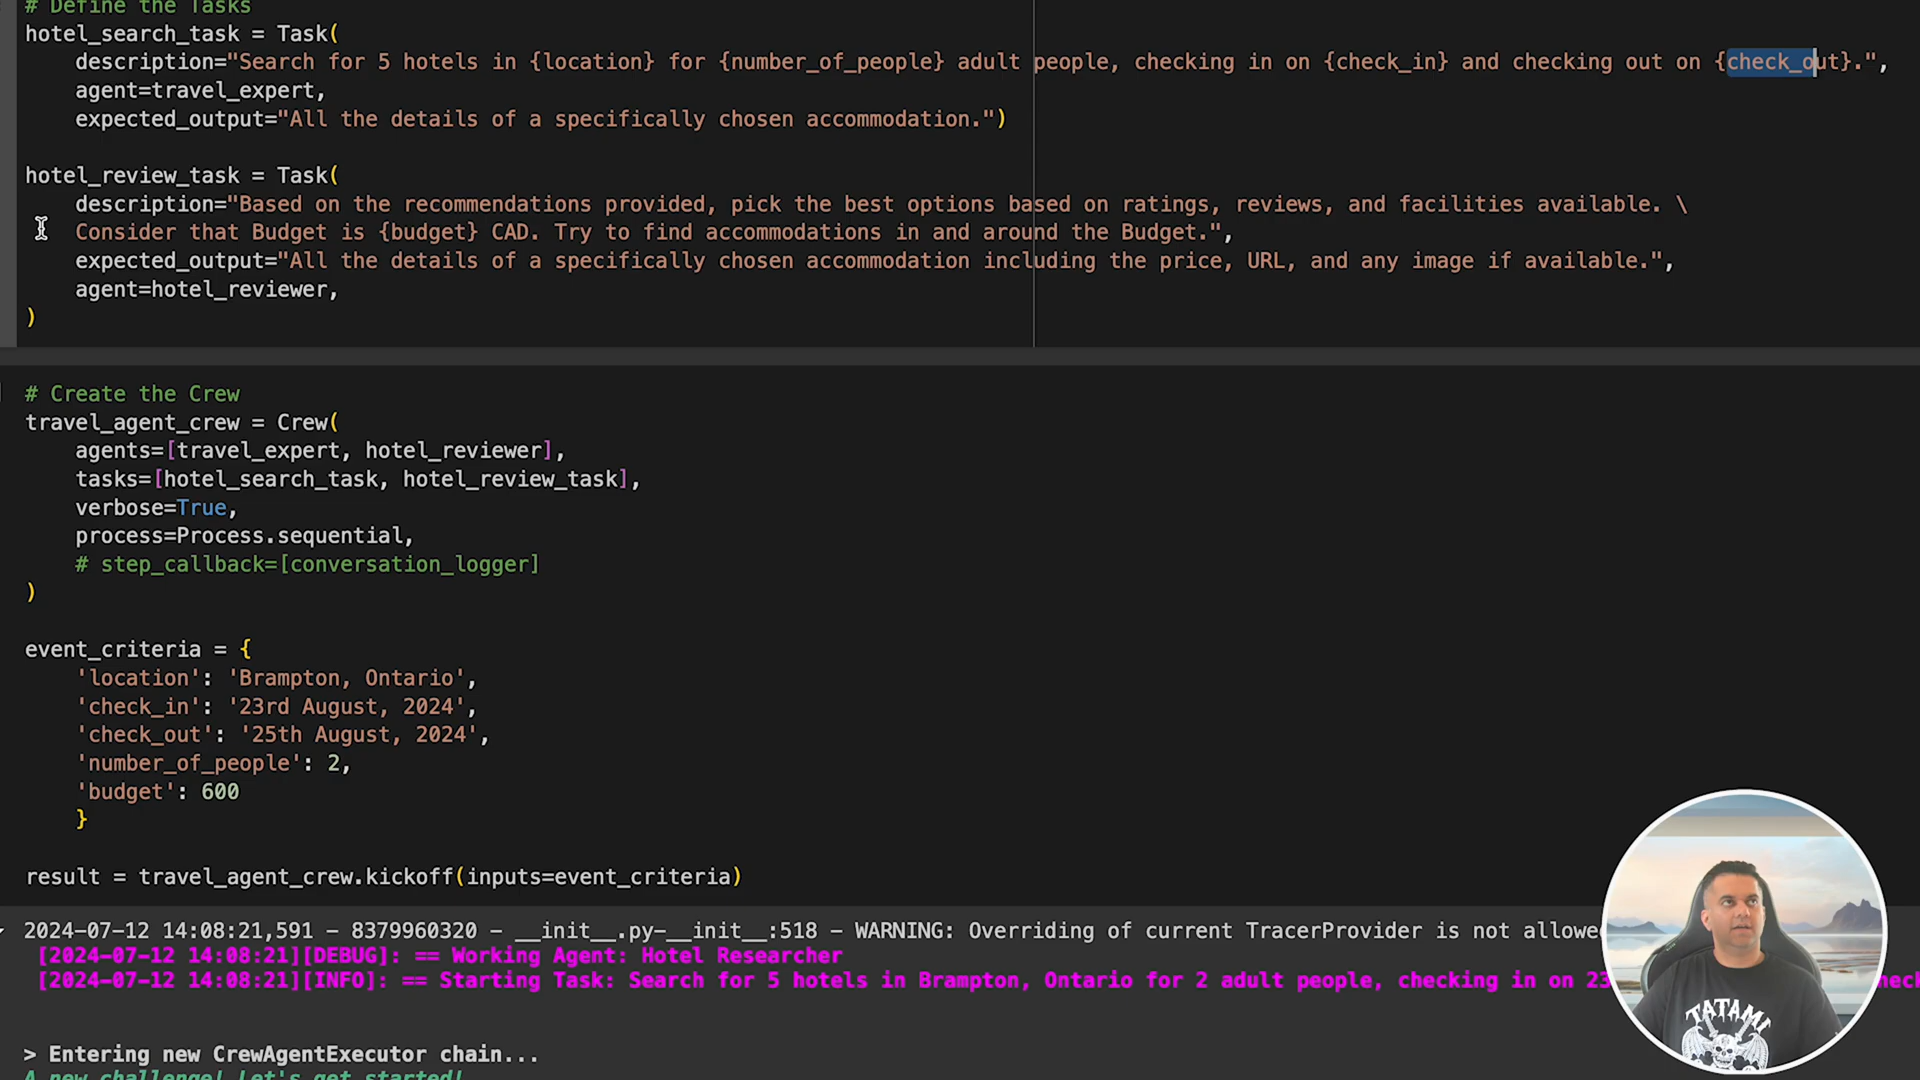 # Define the Tasks
hotel_search_task = Task(
    description="Search for 5 hotels in {location} for {number_of_people} adult people, checking in on {check_in} and checking out on {check_out}.",
    agent=travel_expert,
    expected_output="All the details of a specifically chosen accommodation.")
hotel_review_task = Task(
    description="Based on the recommendations provided, pick the best options based on ratings, reviews, and facilities available. \
    Consider that Budget is {budget} CAD. Try to find accommodations in and around the Budget.",
    expected_output="All the details of a specifically chosen accommodation including the price, URL, and any image if available.",
    agent=hotel_reviewer,
)
# Create the Crew
travel_agent_crew = Crew(
    agents=[travel_expert, hotel_reviewer],
    tasks=[hotel_search_task, hotel_review_task],
    verbose=True,
    process=Process.sequential,
    # step_callback=[conversation_logger]
)
event_criteria = {
    'location': 'Brampton, Ontario',
    'check_in': '23rd August, 2024',
    'check_out': '25th August, 2024',
    'number_of_people': 2,
    'budget': 600
    }
result = travel_agent_crew.kickoff(inputs=event_criteria)
2024-07-12 14:08:21,591 - 8379960320 - __init__.py-__init__:518 - WARNING: Overriding of current TracerProvider is not allowe
[2024-07-12 14:08:21][DEBUG]: == Working Agent: Hotel Researcher
[2024-07-12 14:08:21][INFO]: == Starting Task: Search for 5 hotels in Brampton, Ontario for 2 adult people, checking in on 23
> Entering new CrewAgentExecutor chain...
A new challenge! Let's get started!
TATAMI